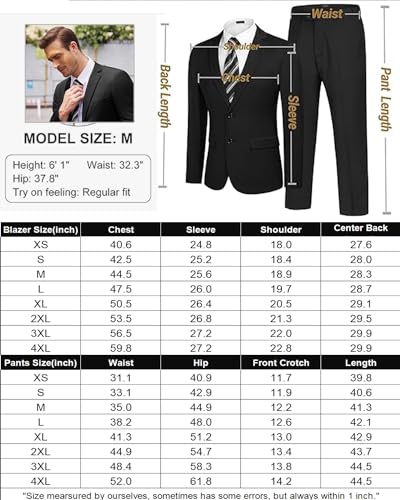 Back Length
Shoulder
Chest
Sleeve
Waist
Pant Length
MODEL SIZE: M
Height: 6' 1" Waist: 32.3"
Hip: 37.8"
Try on feeling: Regular fit
Blazer Size(inch) Chest Sleeve Shoulder Center Back
XS 40.6 24.8 18.0 27.6
S 42.5 25.2 18.4 28.0
M 44.5 25.6 18.9 28.3
L 47.5 26.0 19.7 28.7
XL 50.5 26.4 20.5 29.1
2XL 53.5 26.8 21.3 29.5
3XL 56.5 27.2 22.0 29.9
4XL 59.8 27.2 22.8 29.9
Pants Size(inch) Waist Hip Front Crotch Length
XS 31.1 40.9 11.7 39.8
S 33.1 42.9 11.9 40.6
M 35.0 44.9 12.2 41.3
L 38.2 48.0 12.6 42.1
XL 41.3 51.2 13.0 42.9
2XL 44.9 54.7 13.4 43.7
3XL 48.4 58.3 13.8 44.5
4XL 52.0 61.8 14.2 44.5
"Size mearsured by ourselves, sometimes has some errors, but always within 1 inch."